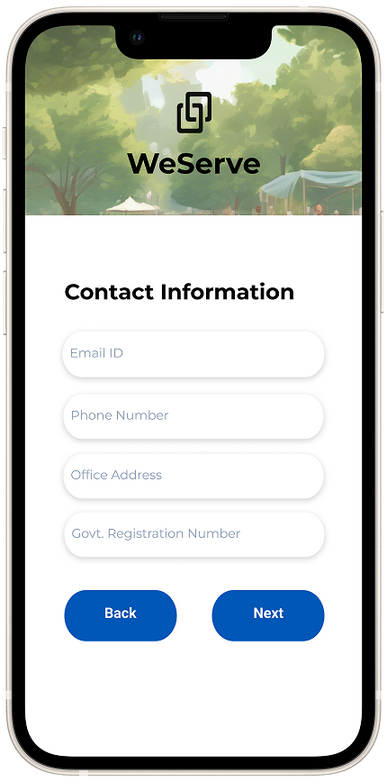 WeServe
Contact Information
Email ID
Phone Number
Office Address
Govt. Registration Number
Back Next